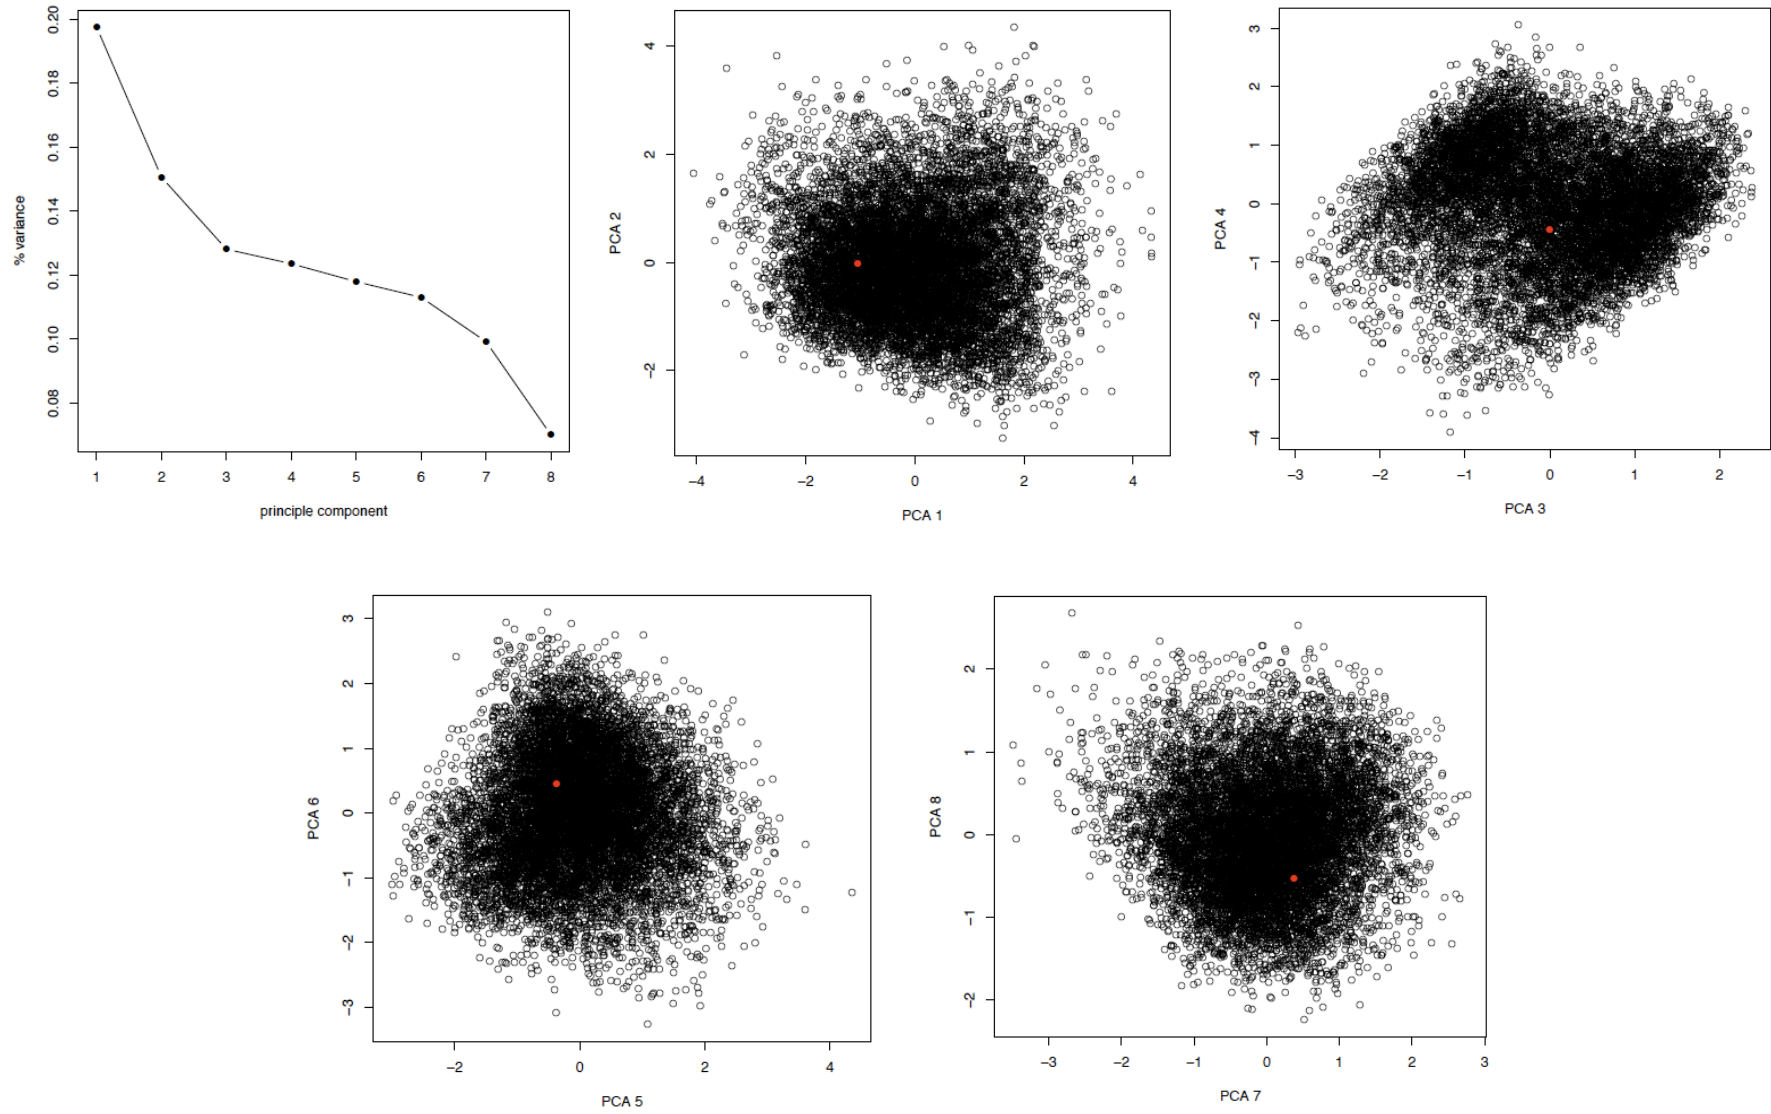 % variance
0.20
0.18
0.16
0.14
0.12
0.10
0.08
1 2 3 4 5 6 7 8
principle component
PCA 2
4
2
0
−2
−4 −2 0 2 4
PCA 1
PCA 4
3
2
1
0
−1
−2
−3
−4
−3 −2 −1 0 1 2
PCA 3
PCA 6
3
2
1
0
−1
−2
−3
−2 0 2 4
PCA 5
PCA 8
2
1
0
−1
−2
−3 −2 −1 0 1 2 3
PCA 7